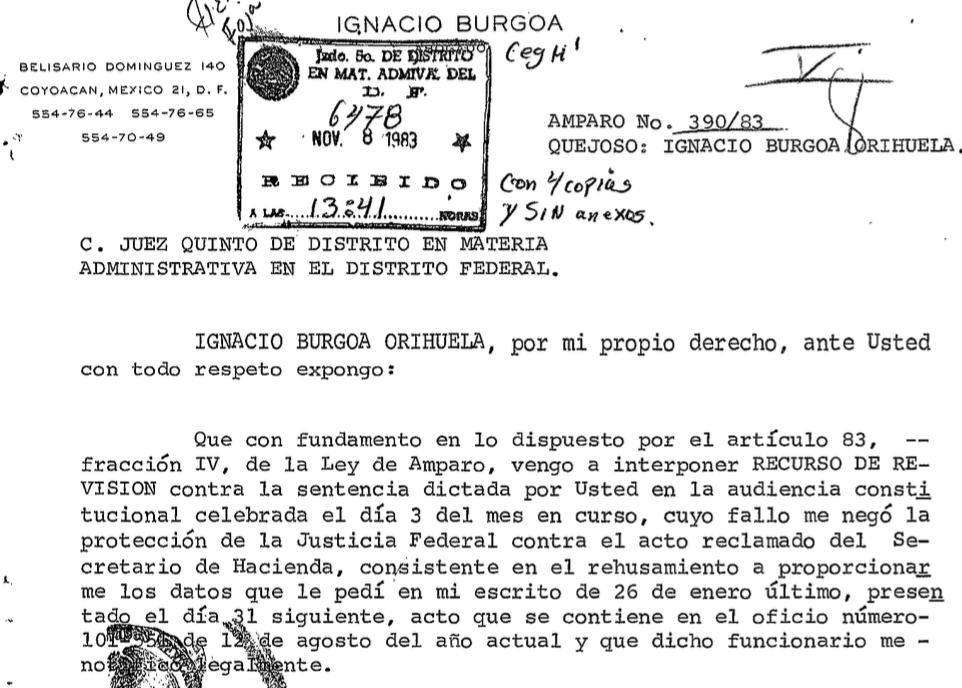 IGNACIO BURGOA
BELISARIO DOMINGUEZ 140
COYOACAN, MEXICO 21, D. F.
554-76-44 554-76-65
554-70-49
Jzdo. 5o. DE DISTRITO
EN MAT. ADMIVA. DEL
D. F.
6478
NOV. 8 1983
RECIBIDO
A LAS....13:41....HORAS
Con 4 copias
y SIN anexos.
AMPARO No. 390/83
QUEJOSO: IGNACIO BURGOA ORIHUELA.
C. JUEZ QUINTO DE DISTRITO EN MATERIA
ADMINISTRATIVA EN EL DISTRITO FEDERAL.
IGNACIO BURGOA ORIHUELA, por mi propio derecho, ante Usted
con todo respeto expongo:
Que con fundamento en lo dispuesto por el artículo 83, --
fracción IV, de la Ley de Amparo, vengo a interponer RECURSO DE RE-
VISION contra la sentencia dictada por Usted en la audiencia consti
tucional celebrada el día 3 del mes en curso, cuyo fallo me negó la
protección de la Justicia Federal contra el acto reclamado del Se-
cretario de Hacienda, consistente en el rehusamiento a proporcionar
me los datos que le pedí en mi escrito de 26 de enero último, presen
tado el día 31 siguiente, acto que se contiene en el oficio número-
de 12 de agosto del año actual y que dicho funcionario me -
notificó legalmente.